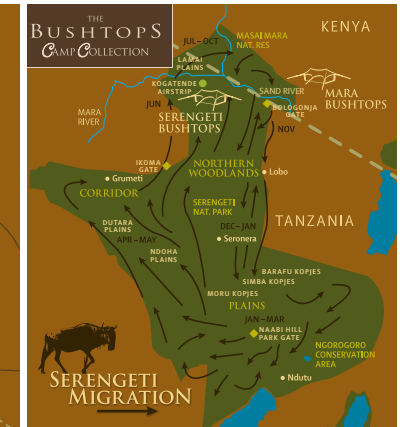 THE
BUSHTOPS
CAMP COLLECTION
KENYA
JUL–OCT
MASAI MARA
NAT. RES
LAMAI
PLAINS
KOGATENDE
AIRSTRIP
SAND RIVER
MARA
BUSHTOPS
JUN
MARA
RIVER
SERENGETI
BUSHTOPS
BOLOGONJA
GATE
NOV
IKOMA
GATE
NORTHERN
WOODLANDS
Lobo
Grumeti
CORRIDOR
SERENGETI
NAT. PARK
TANZANIA
DUTARA
PLAINS
APR–MAY
DEC–JAN
Seronera
NDOHA
PLAINS
BARAFU KOPJES
SIMBA KOPJES
MORU KOPJES
PLAINS
JAN–MAR
NAABI HILL
PARK GATE
NGOROGORO
CONSERVATION
AREA
Ndutu
SERENGETI
MIGRATION